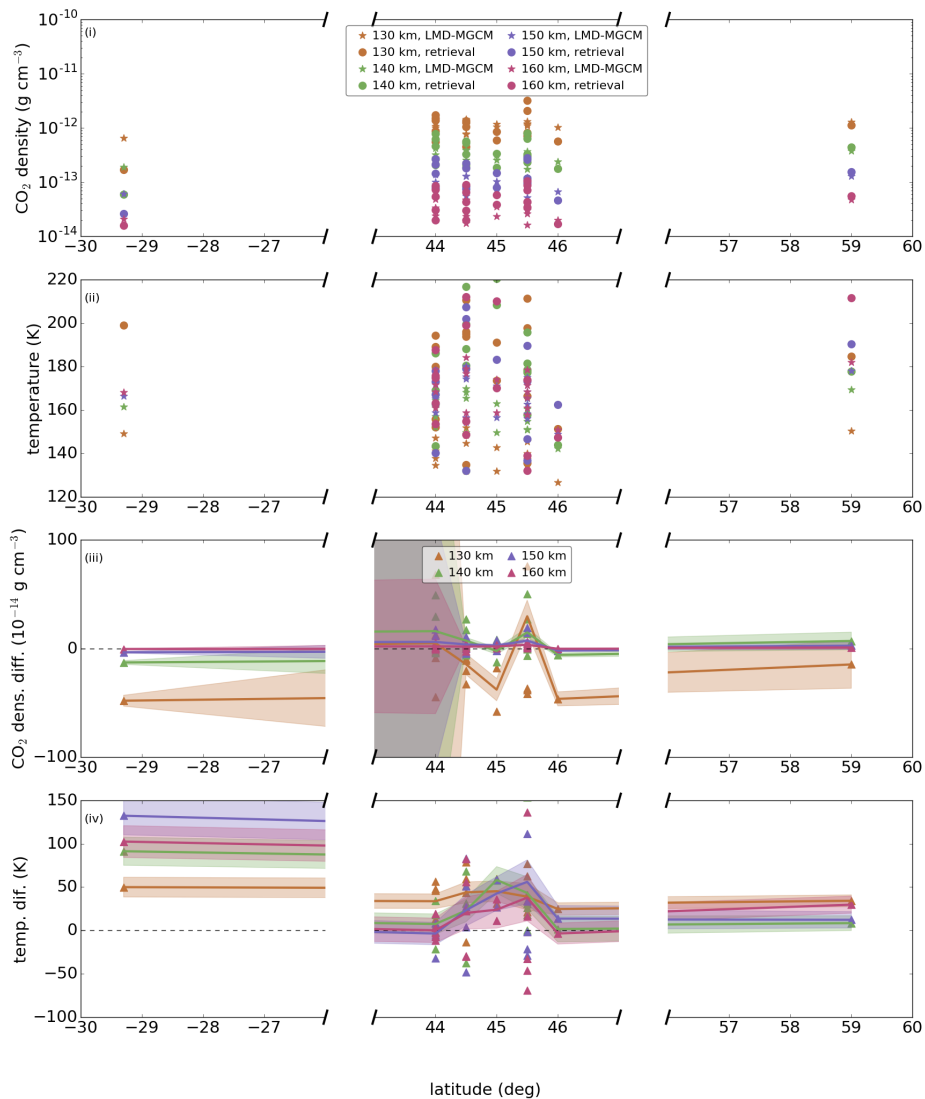 (i)
CO₂ density (g cm⁻³)
10⁻¹⁰
10⁻¹¹
10⁻¹²
10⁻¹³
10⁻¹⁴
130 km, LMD-MGCM
130 km, retrieval
140 km, LMD-MGCM
140 km, retrieval
150 km, LMD-MGCM
150 km, retrieval
160 km, LMD-MGCM
160 km, retrieval
−30 −29 −28 −27 44 45 46 57 58 59 60
(ii)
temperature (K)
220
200
180
160
140
120
−30 −29 −28 −27 44 45 46 57 58 59 60
(iii)
CO₂ dens. diff. (10⁻¹⁴ g cm⁻³)
100
0
−100
130 km
140 km
150 km
160 km
−30 −29 −28 −27 44 45 46 57 58 59 60
(iv)
temp. dif. (K)
150
100
50
0
−50
−100
−30 −29 −28 −27 44 45 46 57 58 59 60
latitude (deg)